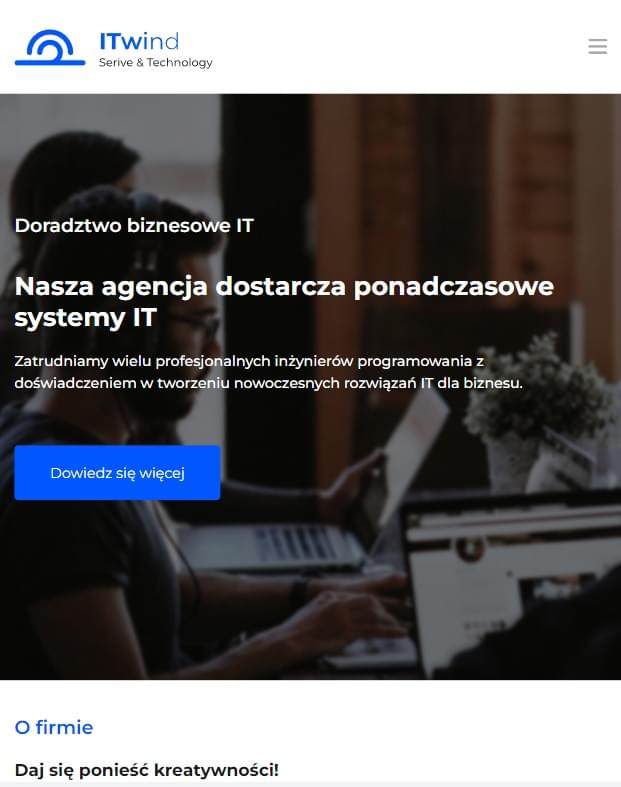 ITwind
Serive & Technology
Doradztwo biznesowe IT
Nasza agencja dostarcza ponadczasowe
systemy IT
Zatrudniamy wielu profesjonalnych inżynierów programowania z
doświadczeniem w tworzeniu nowoczesnych rozwiązań IT dla biznesu.
Dowiedz się więcej
O firmie
Daj się ponieść kreatywności!